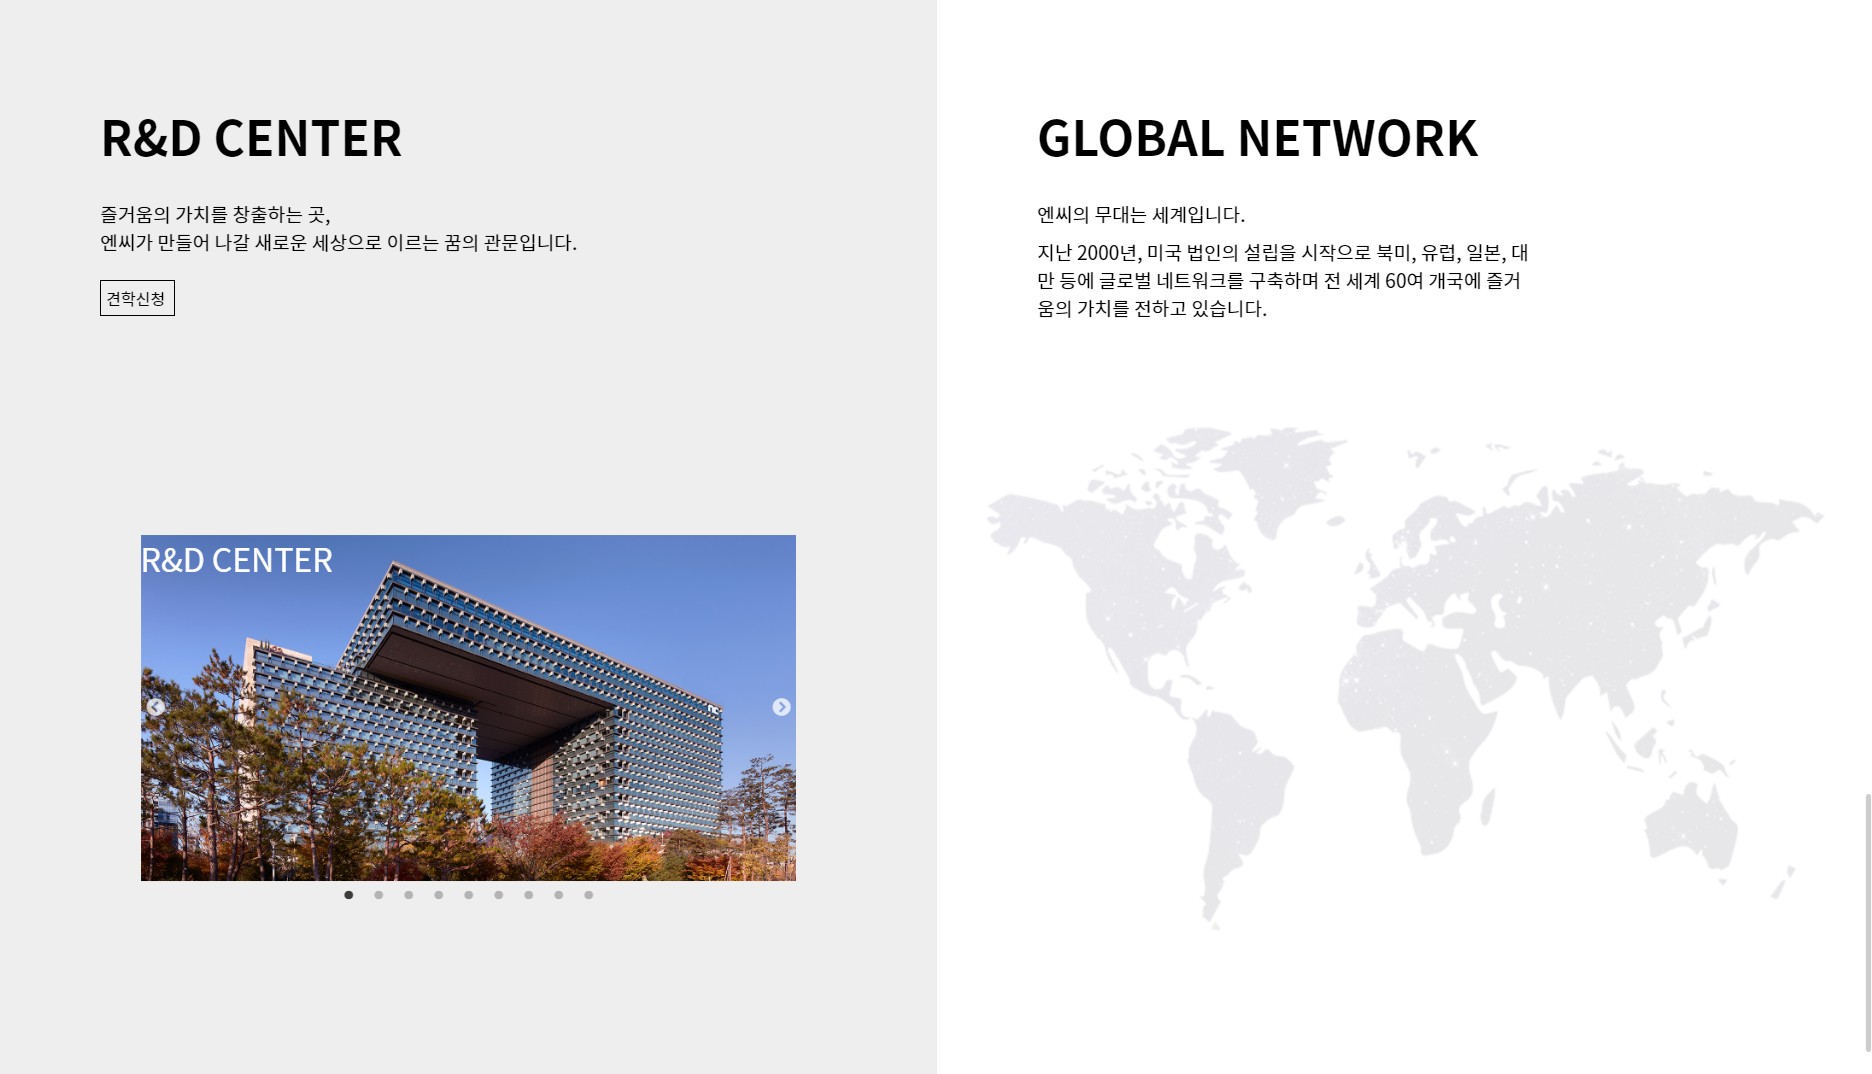 R&D CENTER
즐거움의 가치를 창출하는 곳,
엔씨가 만들어 나갈 새로운 세상으로 이르는 꿈의 관문입니다.
견학신청
R&D CENTER
GLOBAL NETWORK
엔씨의 무대는 세계입니다.
지난 2000년, 미국 법인의 설립을 시작으로 북미, 유럽, 일본, 대
만 등에 글로벌 네트워크를 구축하며 전 세계 60여 개국에 즐거
움의 가치를 전하고 있습니다.